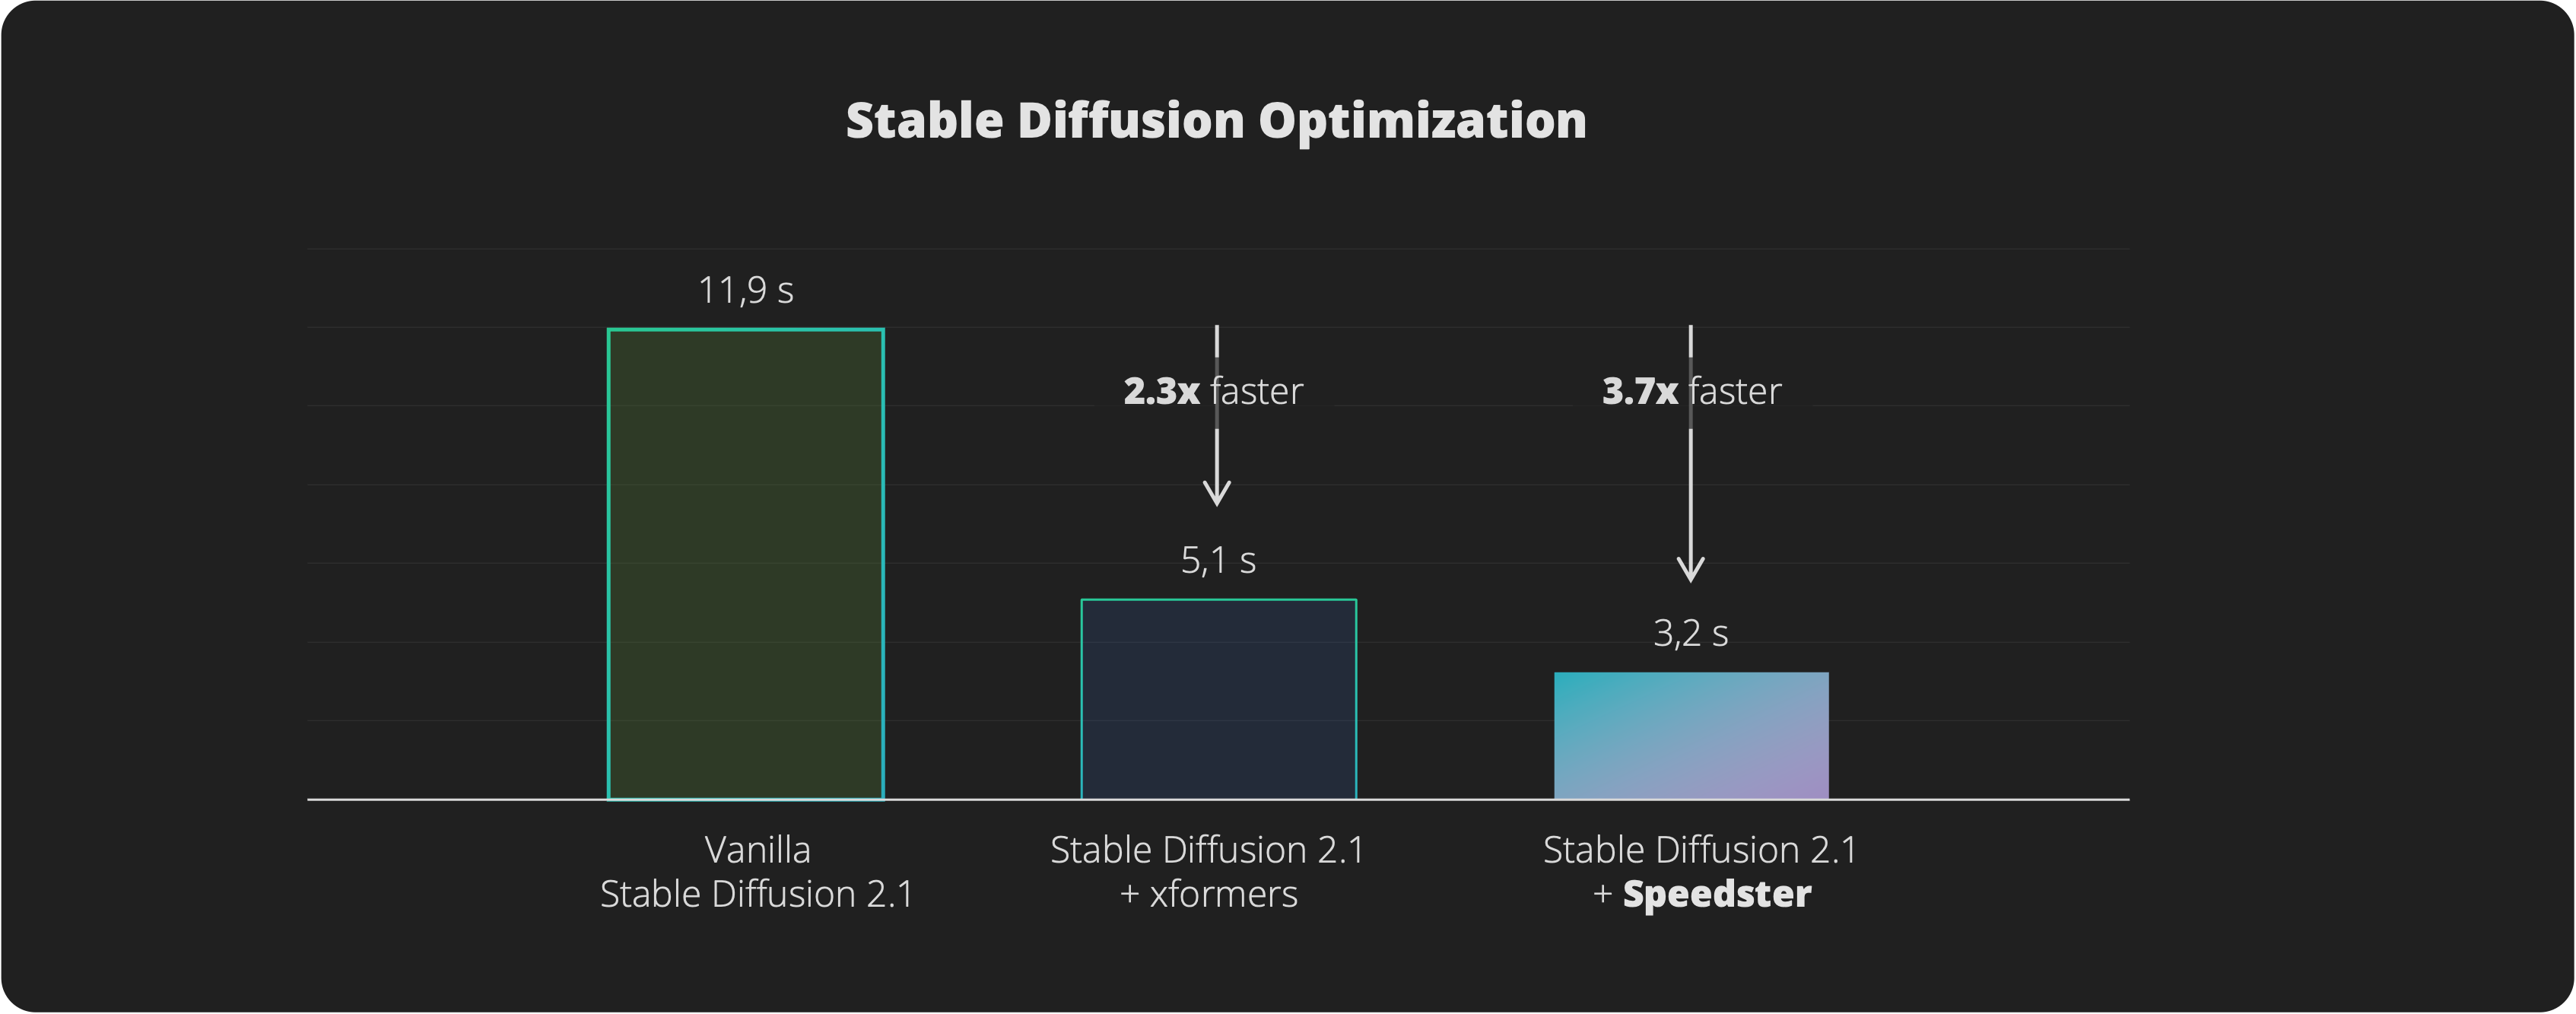 Stable Diffusion Optimization
11,9 s
2.3x faster
3.7x faster
5,1 s
3,2 s
Vanilla
Stable Diffusion 2.1
Stable Diffusion 2.1
+ xformers
Stable Diffusion 2.1
+ Speedster